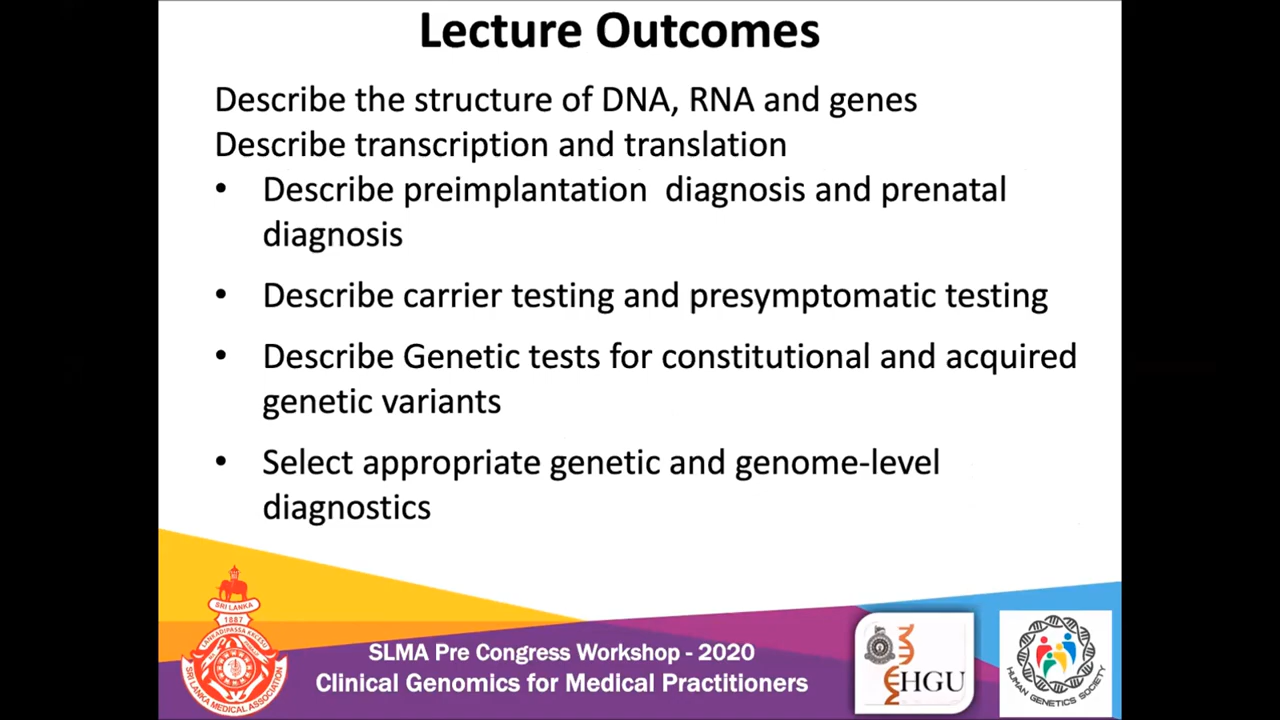 Lecture Outcomes
Describe the structure of DNA, RNA and genes
Describe transcription and translation
• Describe preimplantation diagnosis and prenatal
diagnosis
• Describe carrier testing and presymptomatic testing
• Describe Genetic tests for constitutional and acquired
genetic variants
• Select appropriate genetic and genome-level
diagnostics
SRI LANKA
1887
SRI LANKA MEDICAL ASSOCIATION
SLMA Pre Congress Workshop - 2020
Clinical Genomics for Medical Practitioners
HGU
HUMAN GENETICS SOCIETY